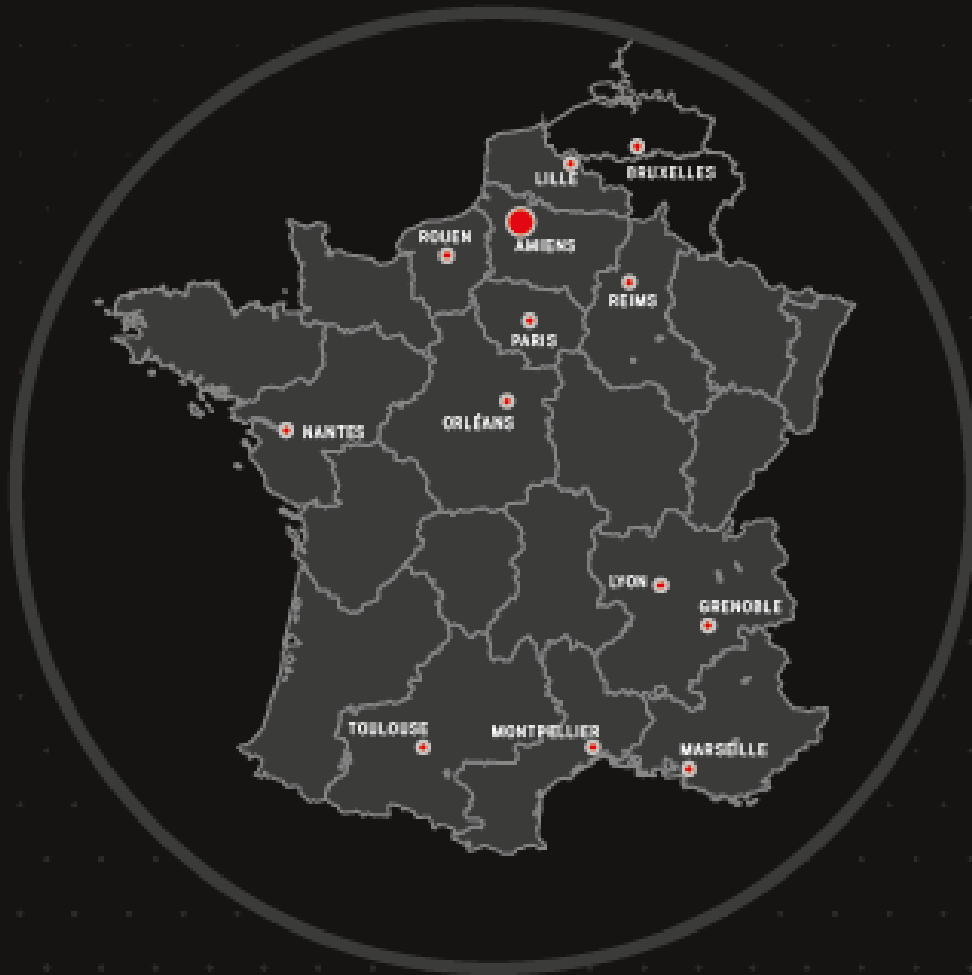 LILLE
BRUXELLES
ROUEN
AMIENS
REIMS
PARIS
ORLÉANS
NANTES
LYON
GRENOBLE
TOULOUSE
MONTPELLIER
MARSEILLE